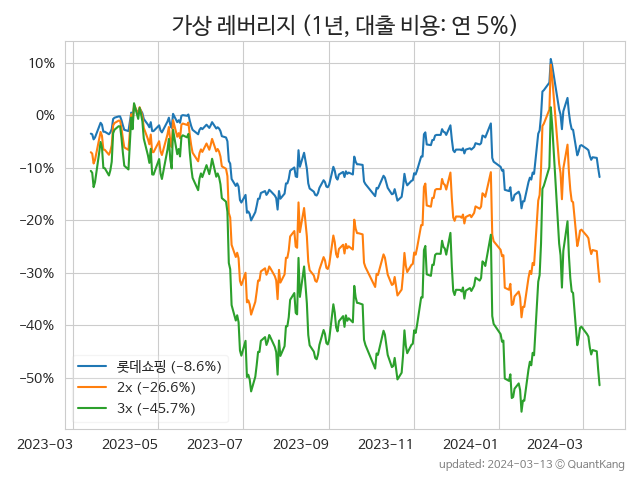 가상 레버리지 (1년, 대출 비용: 연 5%)
10%
0%
−10%
−20%
−30%
−40%
−50%
롯데쇼핑 (−8.6%)
2x (−26.6%)
3x (−45.7%)
2023-03 2023-05 2023-07 2023-09 2023-11 2024-01 2024-03
updated: 2024-03-13 © QuantKang